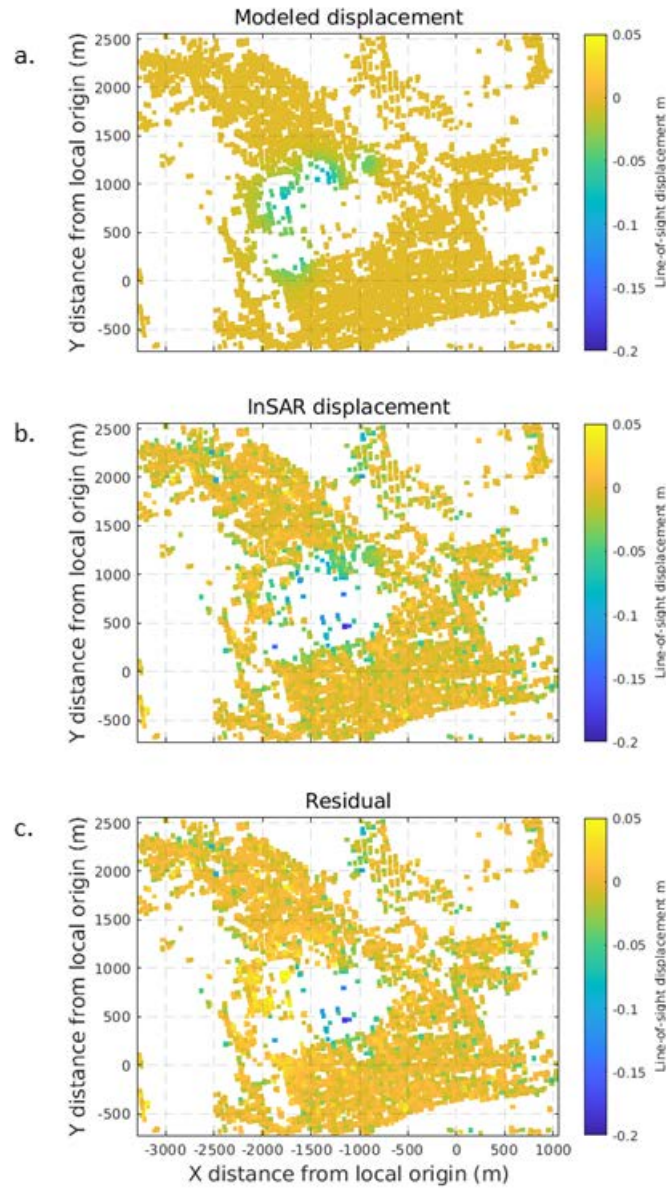 a.
Modeled displacement
Y distance from local origin (m)
2500
2000
1500
1000
500
0
-500
0.05
0
-0.05
-0.1
-0.15
-0.2
Line-of-sight displacement m
b.
InSAR displacement
Y distance from local origin (m)
2500
2000
1500
1000
500
0
-500
0.05
0
-0.05
-0.1
-0.15
-0.2
Line-of-sight displacement m
c.
Residual
Y distance from local origin (m)
2500
2000
1500
1000
500
0
-500
0.05
0
-0.05
-0.1
-0.15
-0.2
Line-of-sight displacement m
-3000 -2500 -2000 -1500 -1000 -500 0 500 1000
X distance from local origin (m)